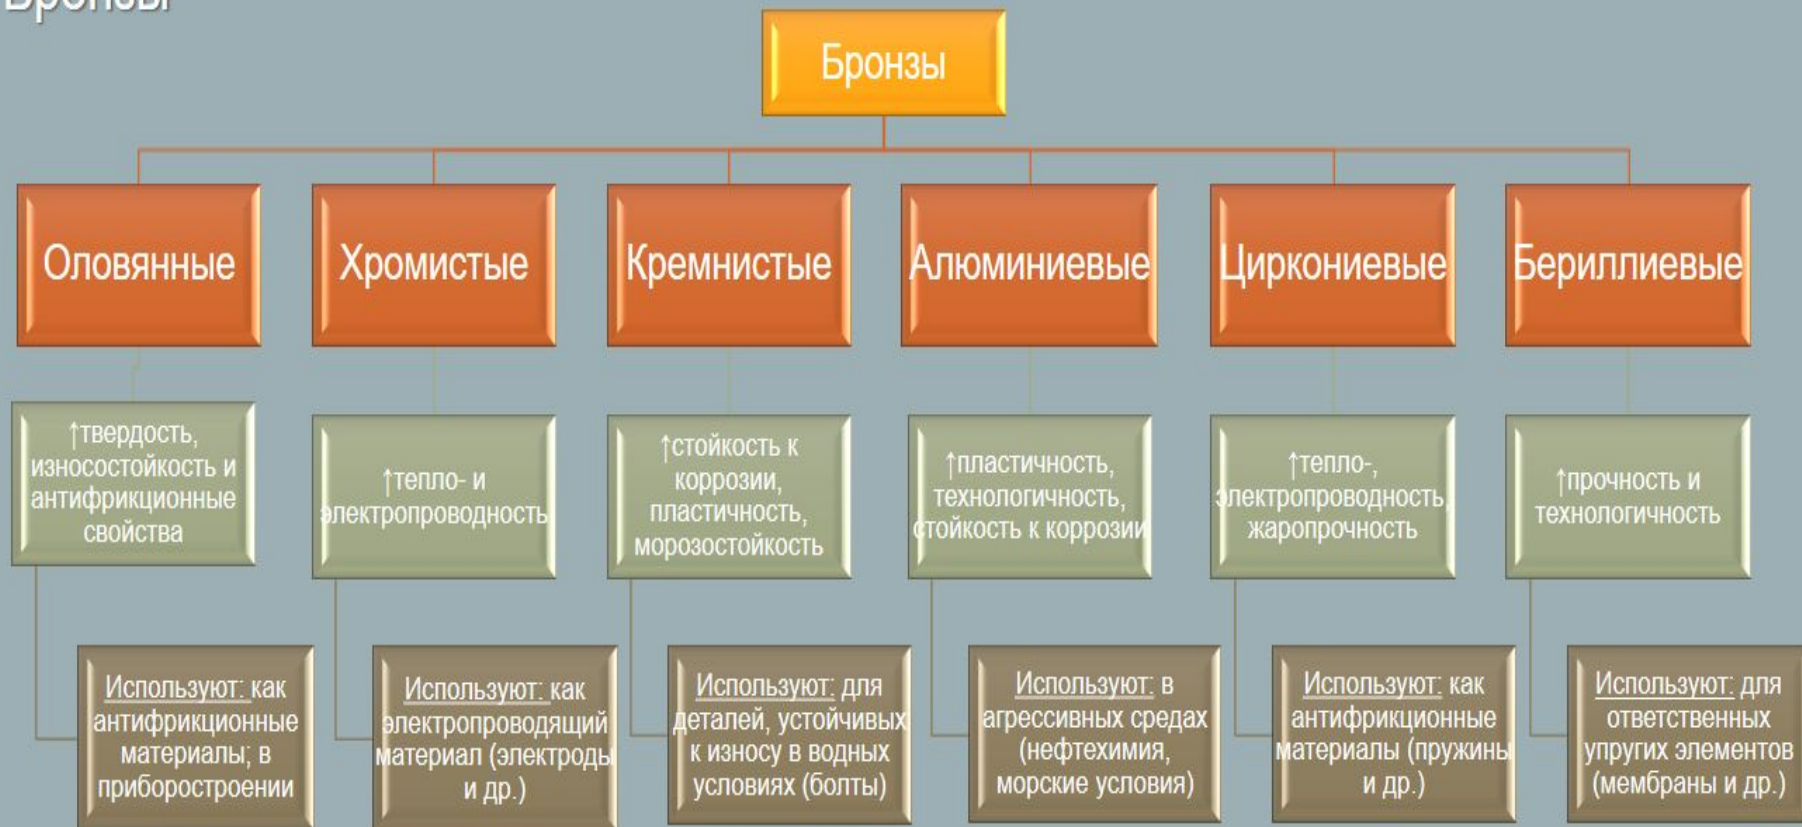 Бронзы
Бронзы
Оловянные
Хромистые
Кремнистые
Алюминиевые
Циркониевые
Бериллиевые
↑твердость,
износостойкость и
антифрикционные
свойства
↑тепло- и
электропроводность
↑стойкость к
коррозии,
пластичность,
морозостойкость
↑пластичность,
технологичность,
стойкость к коррозии
↑тепло-,
электропроводность,
жаропрочность
↑прочность и
технологичность
Используют: как
антифрикционные
материалы; в
приборостроении
Используют: как
электропроводящий
материал (электроды
и др.)
Используют: для
деталей, устойчивых
к износу в водных
условиях (болты)
Используют: в
агрессивных средах
(нефтехимия,
морские условия)
Используют: как
антифрикционные
материалы (пружины
и др.)
Используют: для
ответственных
упругих элементов
(мембраны и др.)